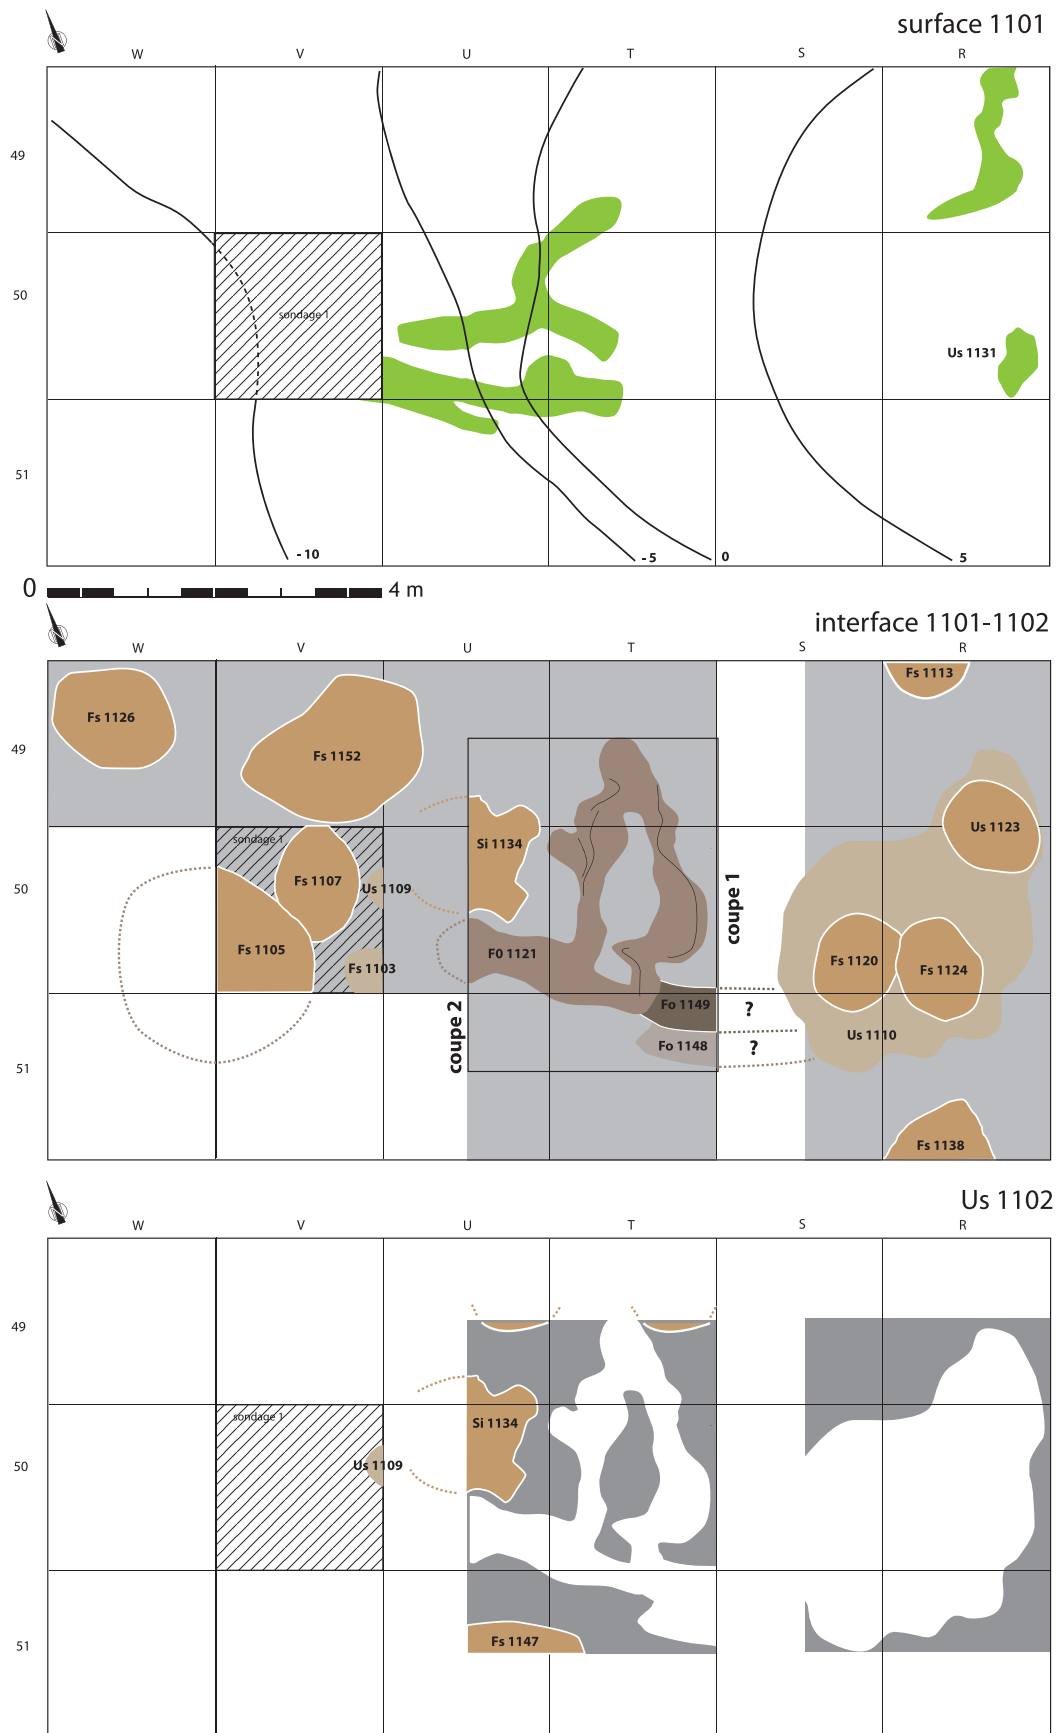 surface 1101
W V U T S R
49
50
sondage 1
Us 1131
51
- 10
- 5
0
5
0 4 m
interface 1101-1102
W V U T S R
Fs 1113
Fs 1126
49
Fs 1152
Us 1123
sondage 1
Si 1134
Fs 1107
50
Us 1109
coupe 1
Fs 1105
F0 1121
Fs 1103
Fs 1120
Fs 1124
Fo 1149
?
coupe 2
Us 1110
Fo 1148
?
51
Fs 1138
Us 1102
W V U T S R
49
sondage 1
Si 1134
50
Us 1109
51
Fs 1147